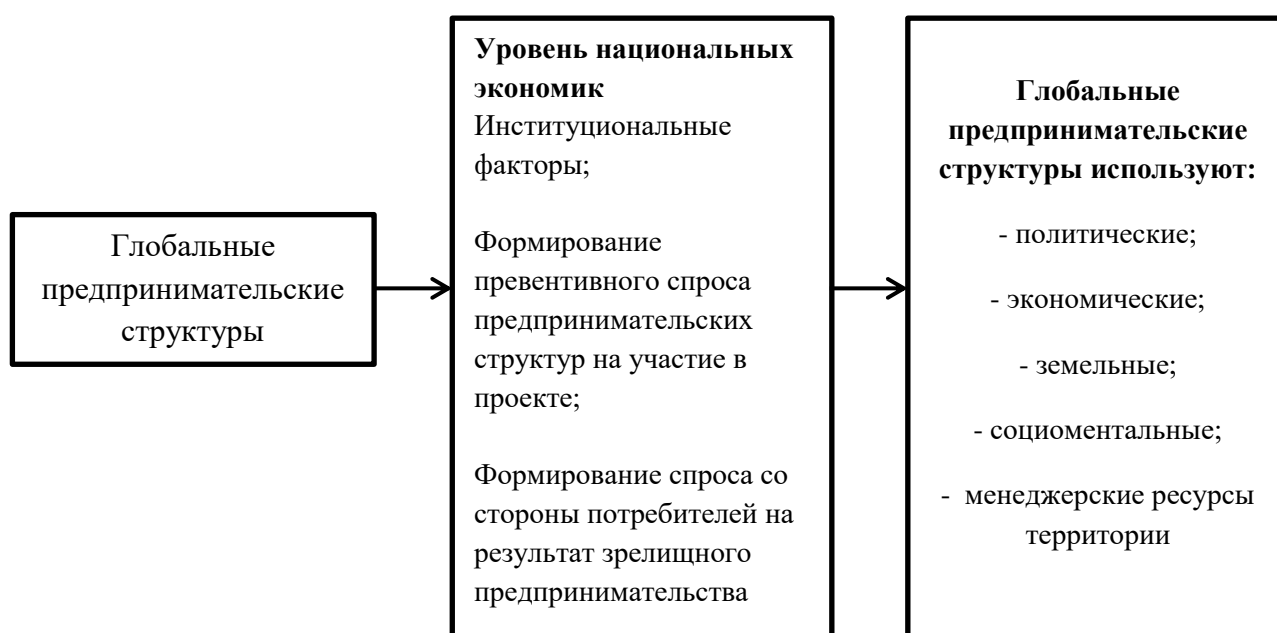 Глобальные
предпринимательские
структуры
Уровень национальных
экономик
Институциональные
факторы;
Формирование
превентивного спроса
предпринимательских
структур на участие в
проекте;
Формирование спроса со
стороны потребителей на
результат зрелищного
предпринимательства
Глобальные
предпринимательские
структуры используют:
- политические;
- экономические;
- земельные;
- социоментальные;
- менеджерские ресурсы
территории